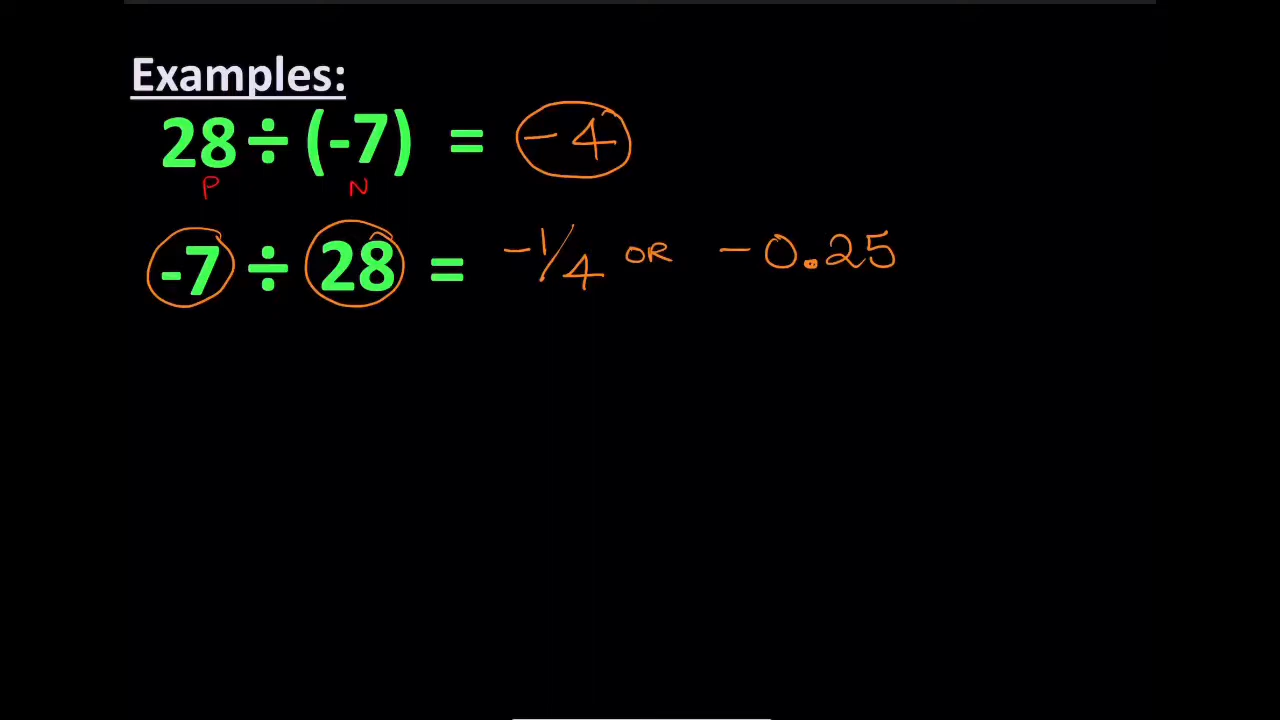 Examples:
28 ÷ (-7) = -4
P N
-7 ÷ 28 = -1/4 OR -0.25